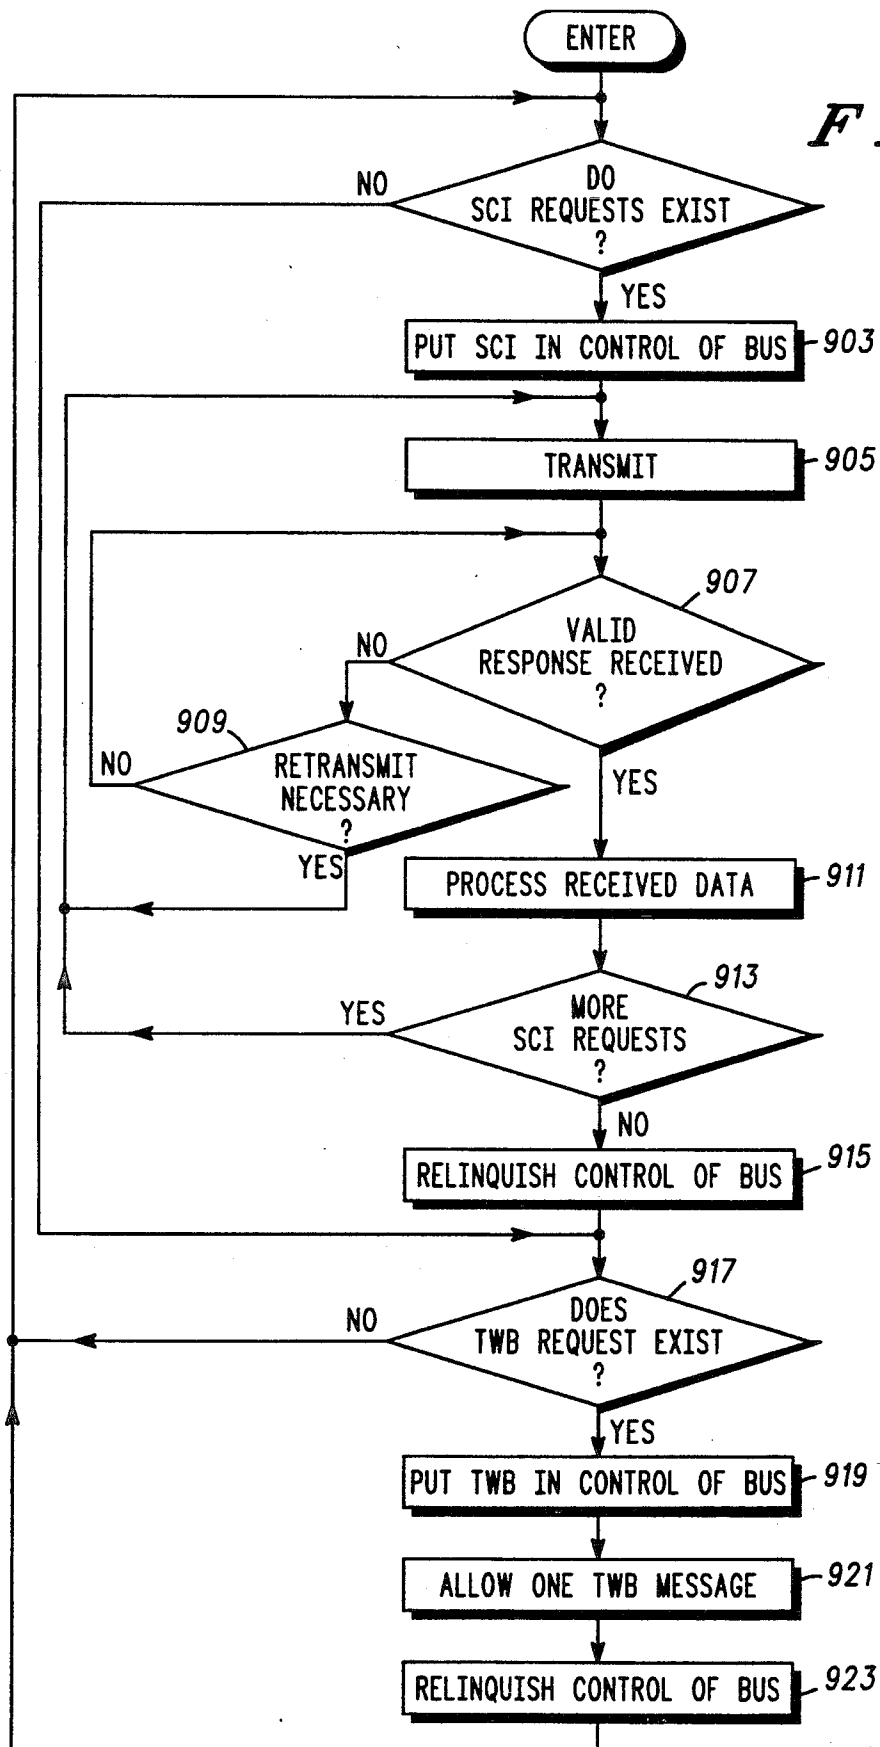 ENTER
F
DO
SCI REQUESTS EXIST
?
NO
YES
PUT SCI IN CONTROL OF BUS
903
TRANSMIT
905
907
VALID
RESPONSE RECEIVED
?
NO
YES
909
RETRANSMIT
NECESSARY
?
NO
YES
PROCESS RECEIVED DATA
911
913
MORE
SCI REQUESTS
?
YES
NO
RELINQUISH CONTROL OF BUS
915
917
DOES
TWB REQUEST EXIST
?
NO
YES
PUT TWB IN CONTROL OF BUS
919
ALLOW ONE TWB MESSAGE
921
RELINQUISH CONTROL OF BUS
923